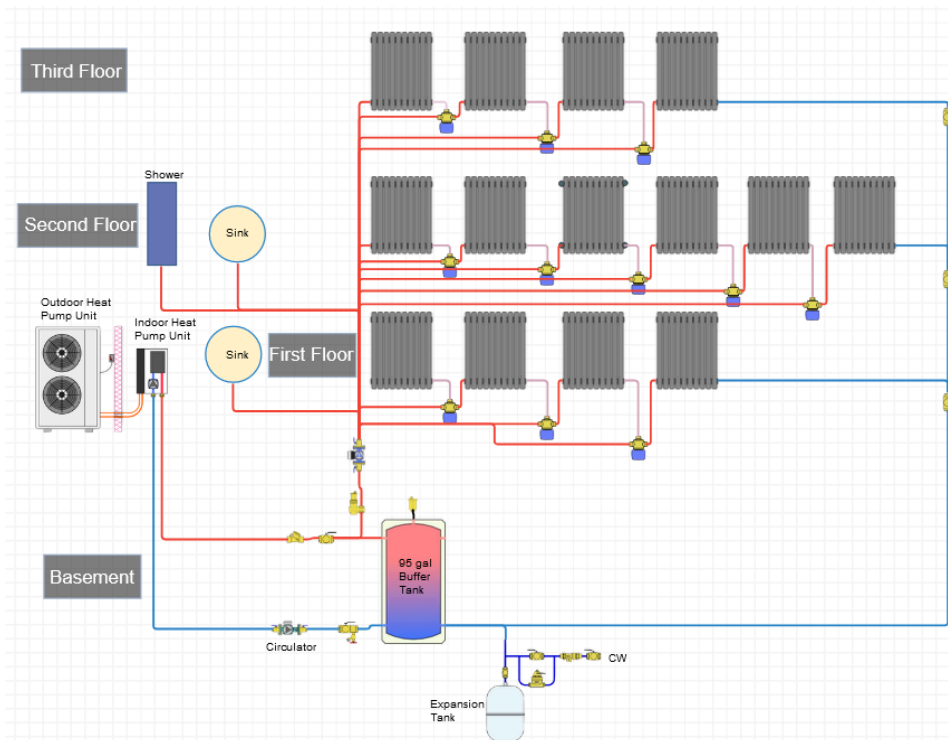 Third Floor
Shower
Second Floor
Sink
Outdoor Heat
Pump Unit
Indoor Heat
Pump Unit
Sink
First Floor
95 gal
Buffer
Tank
Basement
Circulator
CW
Expansion
Tank